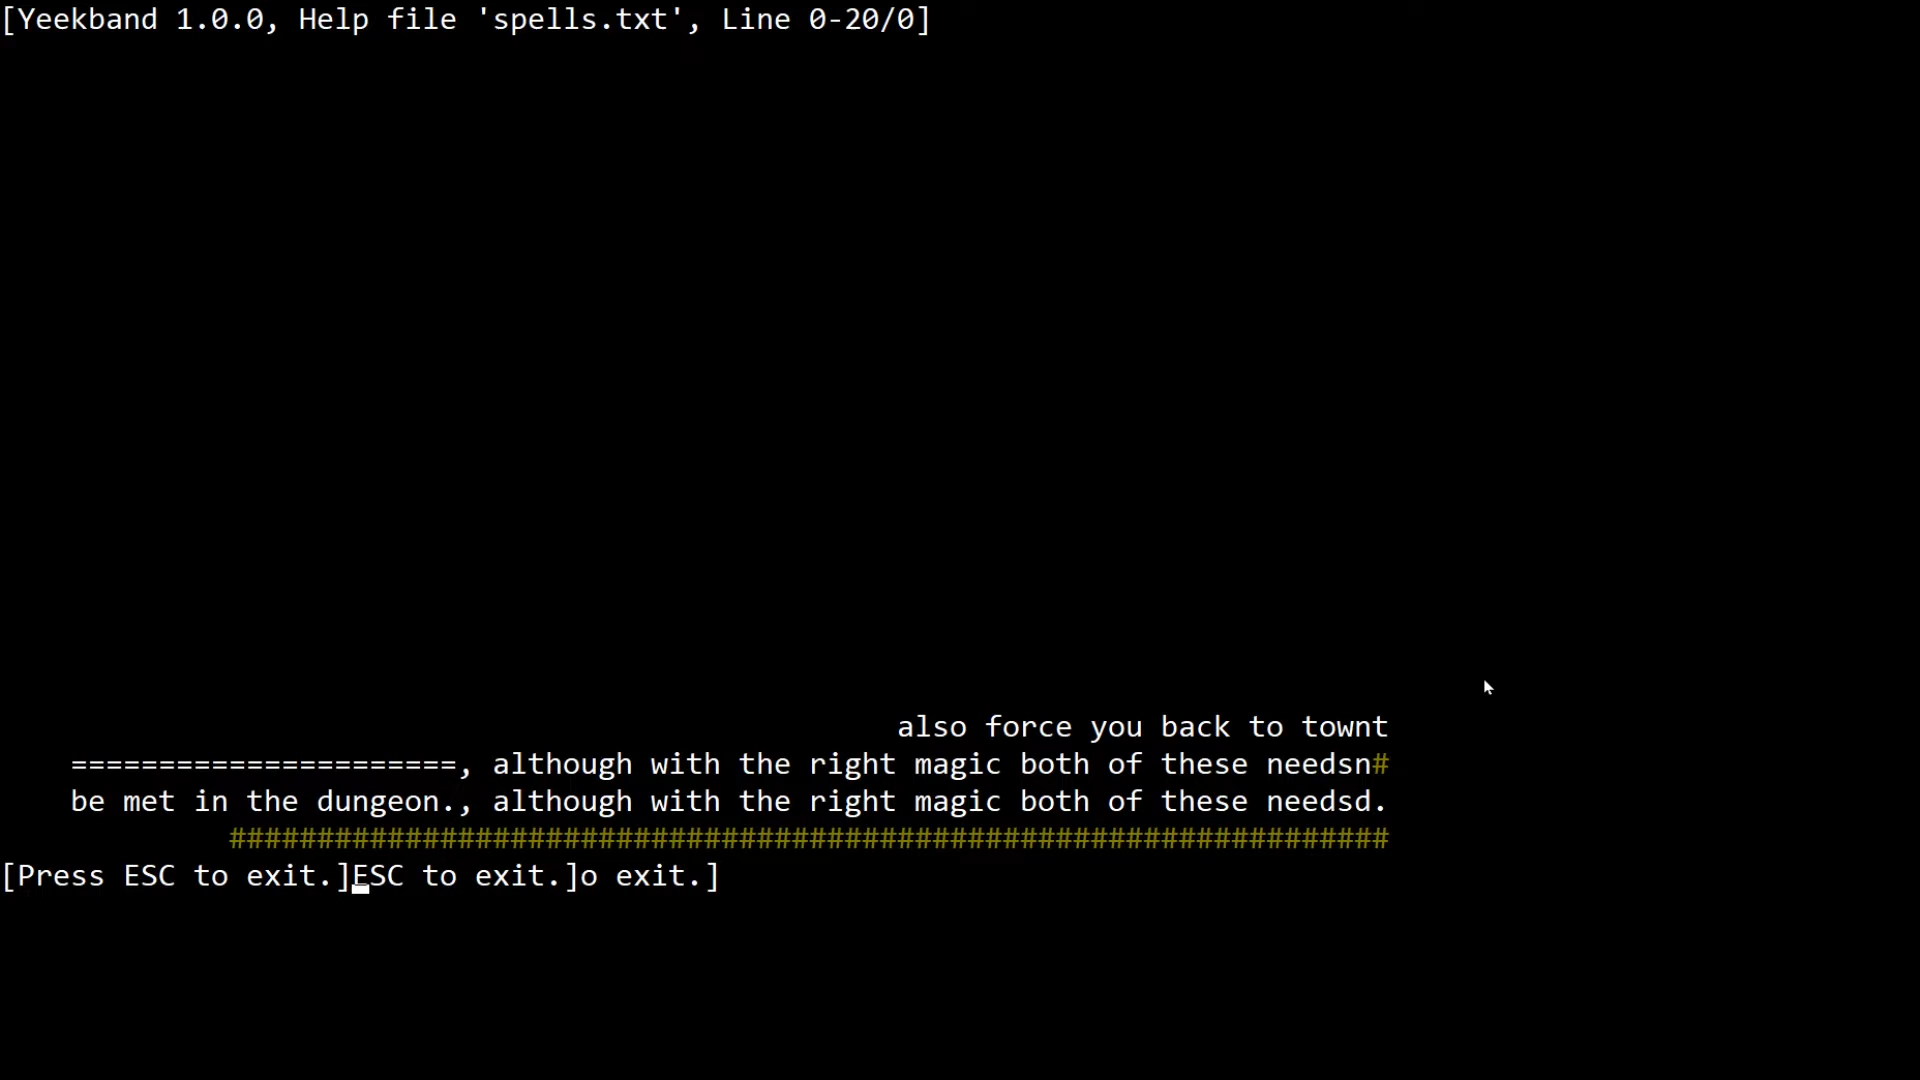 [Yeekband 1.0.0, Help file 'spells.txt', Line 0-20/0]
also force you back to townt
======================, although with the right magic both of these needsn#
be met in the dungeon., although with the right magic both of these needsd.
##################################################################
[Press ESC to exit.]ESC to exit.]o exit.]